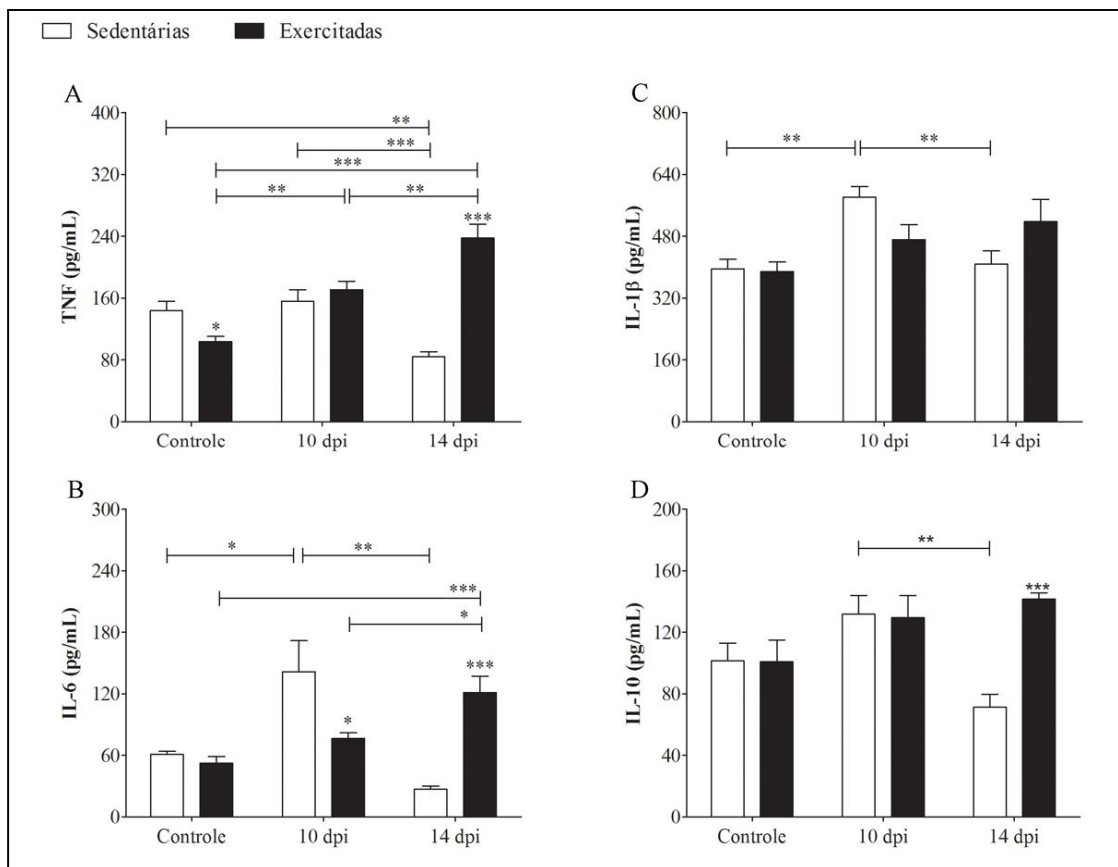 Sedentárias Exercitadas
A
400
**
***
320
***
** **
240
***
160
*
80
0
TNF (pg/mL)
Controle 10 dpi 14 dpi
C
800
** **
640
480
320
160
0
IL-1β (pg/mL)
Controle 10 dpi 14 dpi
B
300
* **
240
***
*
180
***
120
*
60
0
IL-6 (pg/mL)
Controle 10 dpi 14 dpi
D
200
**
160
***
120
80
40
0
IL-10 (pg/mL)
Controle 10 dpi 14 dpi